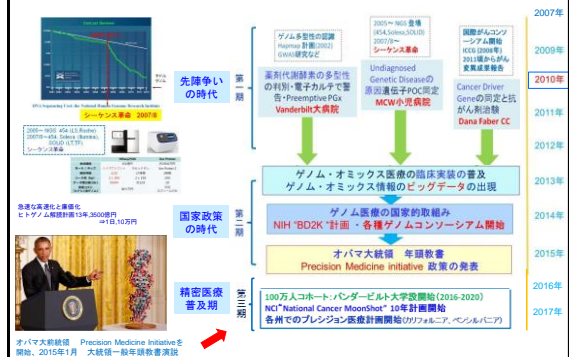 シーケンス革命 2007年
2005～ NGS 454 (LS.Roche)
2007/6～454, Solexa (Illumina),
SOLiD (LT.TF)
シーケンス革命
急速な高速化と廉価化
ヒトゲノム解読計画13年,3500億円
⇒1日,10万円
オバマ大前統領 Precision Medicine Initiativeを
開始、2015年1月 大統領一般年頭教書演説
先陣争い
の時代
第一期
国家政策
の時代
第二期
精密医療
普及期
第三期
ゲノム多型性の認識
Hapmap 計画(2002)
GWAS研究など
2005～ NGS 登場
(454,Solexa,SOLiD)
2007/6～
シーケンス革命
国際がんコンソ
ーシアム開始
ICCG (2008年)
2011頃からがん
変異成果報告
薬剤代謝酵素の多型性
の判別・電子カルテで警
告・Preemptive PGx
Vanderbilt大病院
Undiagnosed
Genetic Diseaseの
原因遺伝子POC同定
MCW小児病院
Cancer Driver
Geneの同定と抗
がん剤治験
Dana Faber CC
ゲノム・オミックス医療の臨床実装の普及
ゲノム・オミックス情報のビッグデータの出現
ゲノム医療の国家的取組み
NIH "BD2K "計画・各種ゲノムコンソーシアム開始
オバマ大統領 年頭教書
Precision Medicine initiative 政策の発表
100万人コホート：バンダービルト大学設開始(2016-2020)
NCI"National Cancer MoonShot" 10年計画開始
各州でのプレシジョン医療計画開始(カリフォルニア、ペンシルバニア)
2007年
2009年
2010年
2011年
2012年
2013年
2014年
2015年
2016年
2017年